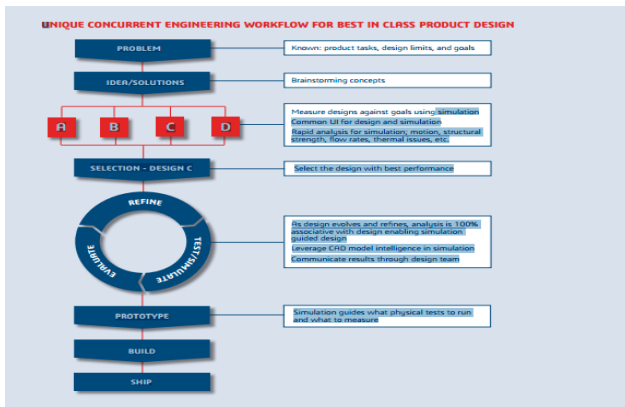 UNIQUE CONCURRENT ENGINEERING WORKFLOW FOR BEST IN CLASS PRODUCT DESIGN
PROBLEM
Known: product tasks, design limits, and goals
IDEA/SOLUTIONS
Brainstorming concepts
A B C D
Measure designs against goals using simulation
Common UI for design and simulation
Rapid analysis for simulation; motion, structural
strength, flow rates, thermal issues, etc.
SELECTION - DESIGN C
Select the design with best performance
REFINE
TEST/SIMULATE
EVALUATE
As design evolves and refines, analysis is 100%
associative with design enabling simulation
guided design
Leverage CAD model intelligence in simulation
Communicate results through design team
PROTOTYPE
Simulation guides what physical tests to run
and what to measure
BUILD
SHIP